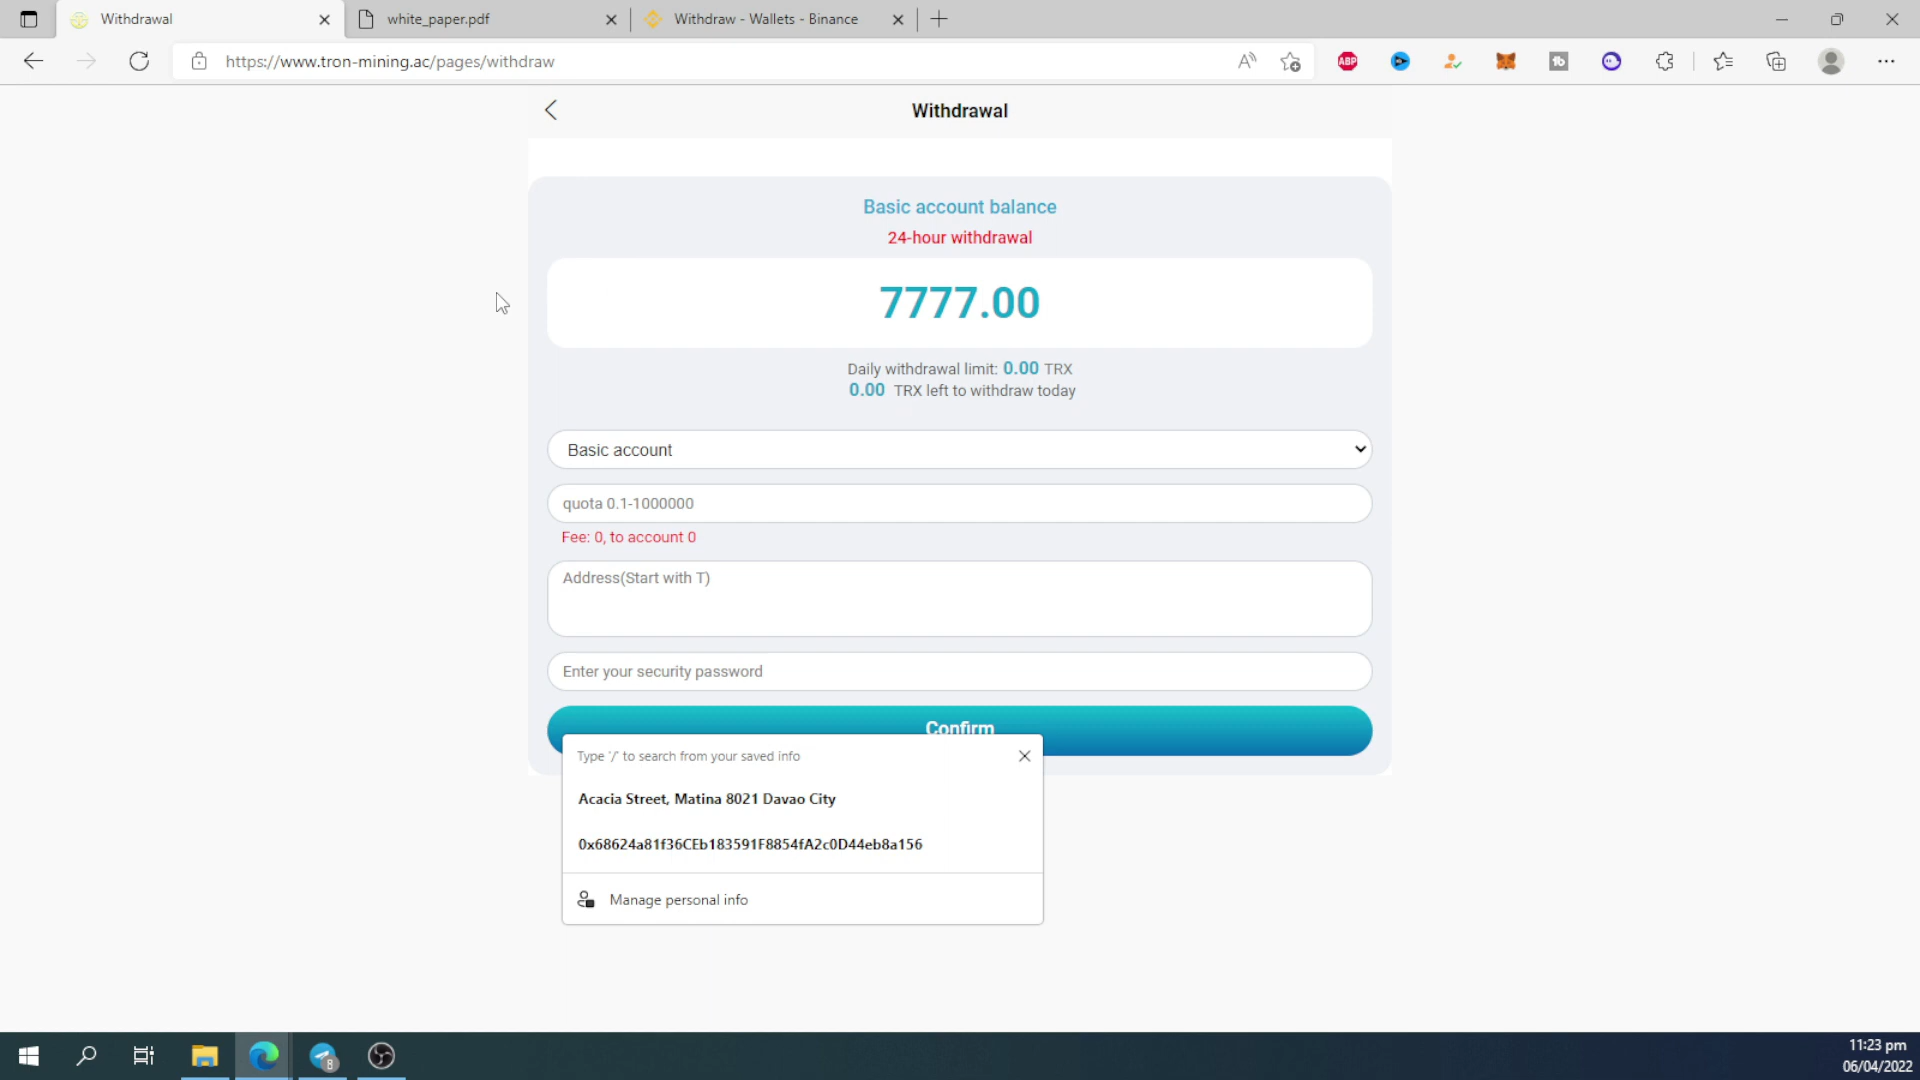 Withdrawal
white_paper.pdf
Withdraw - Wallets - Binance
https://www.tron-mining.ac/pages/withdraw
ABP
Withdrawal
Basic account balance
24-hour withdrawal
7777.00
Daily withdrawal limit: 0.00 TRX
0.00 TRX left to withdraw today
Basic account
quota 0.1-1000000
Fee: 0, to account 0
Address(Start with T)
Enter your security password
Confirm
Type '/' to search from your saved info
Acacia Street, Matina 8021 Davao City
0x68624a81f36CEb183591F8854fA2c0D44eb8a156
Manage personal info
8
11:23 pm
06/04/2022